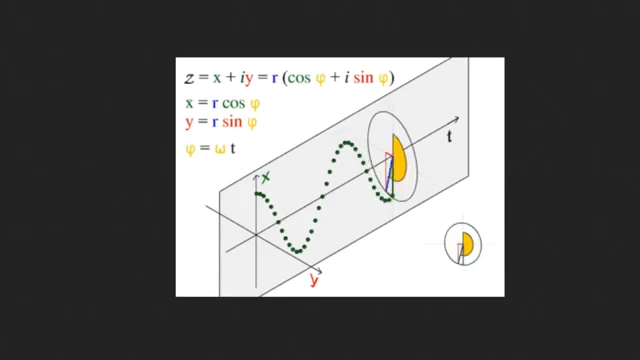 z = x + iy = r (cos φ + i sin φ)
x = r cos φ
y = r sin φ
φ = ω t
t
x
y